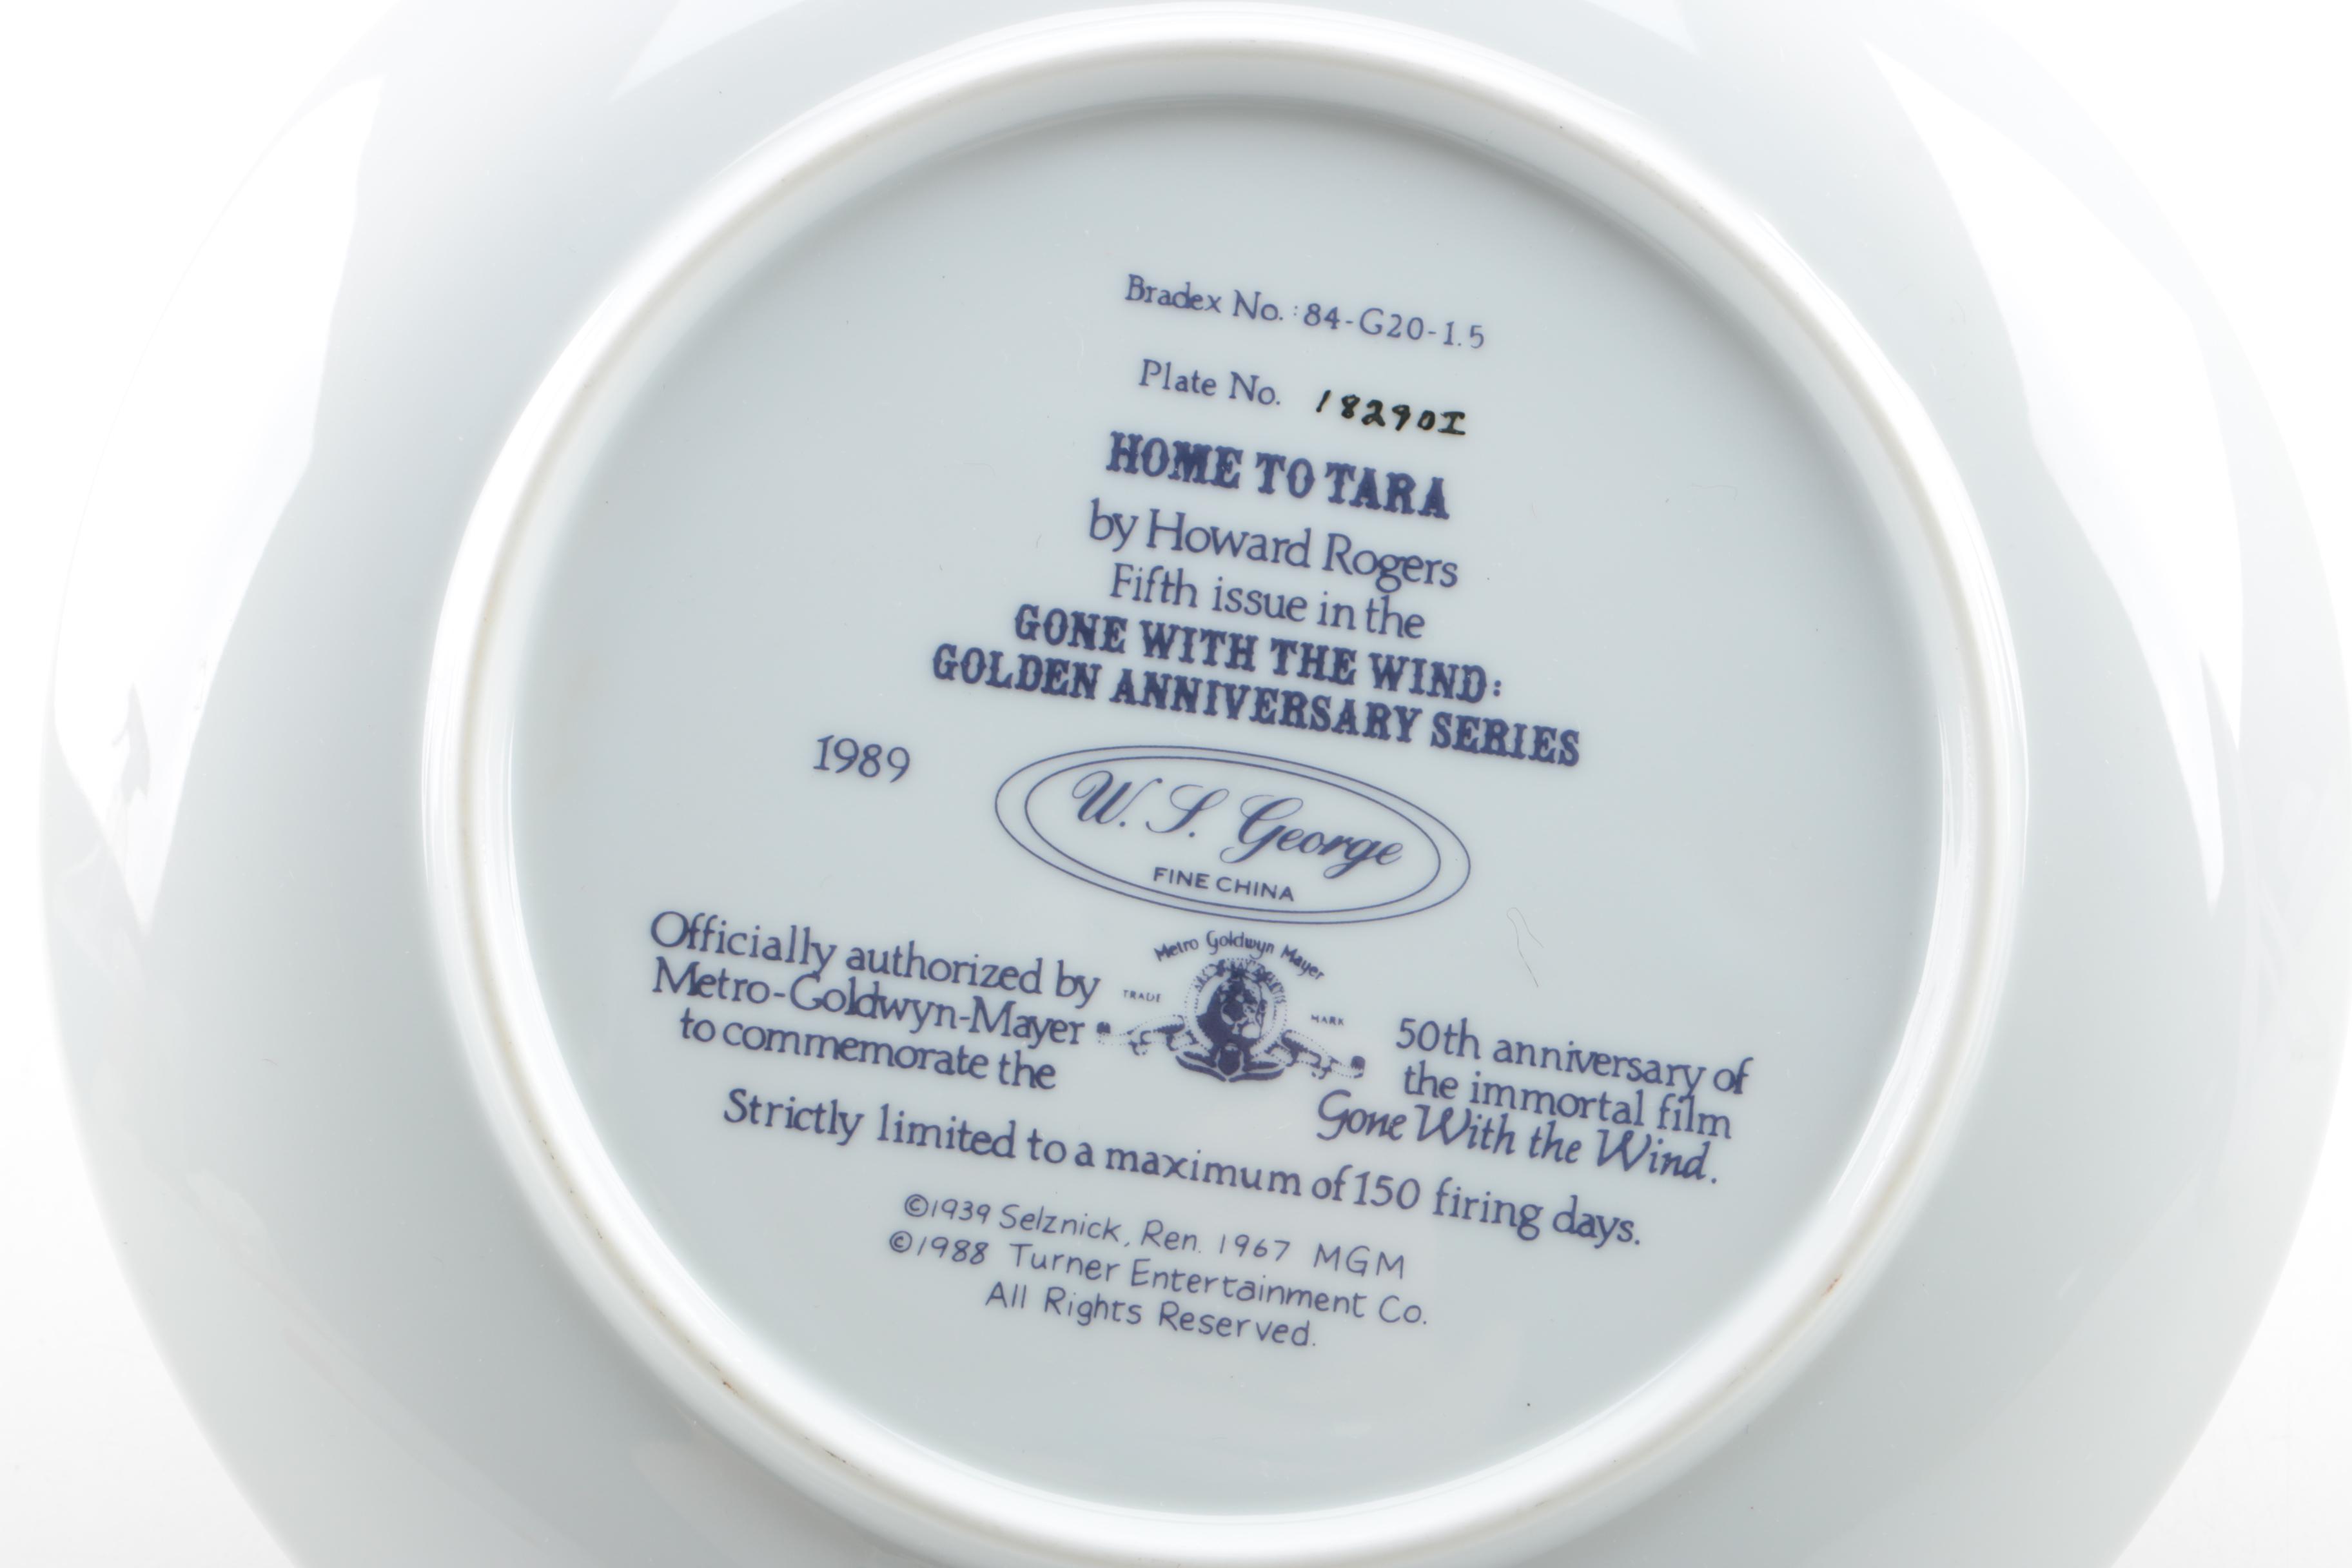 Bradex No.: 84-G20-1.5
Plate No. 18290I
HOME TO TARA
by Howard Rogers
Fifth issue in the
GONE WITH THE WIND:
GOLDEN ANNIVERSARY SERIES
1989
W. S. George
FINE CHINA
Officially authorized by
Metro-Goldwyn-Mayer
to commemorate the
Metro Goldwyn Mayer
TRADE MARK
50th anniversary of
the immortal film
Gone With the Wind.
Strictly limited to a maximum of 150 firing days.
©1939 Selznick, Ren. 1967 MGM
©1988 Turner Entertainment Co.
All Rights Reserved.